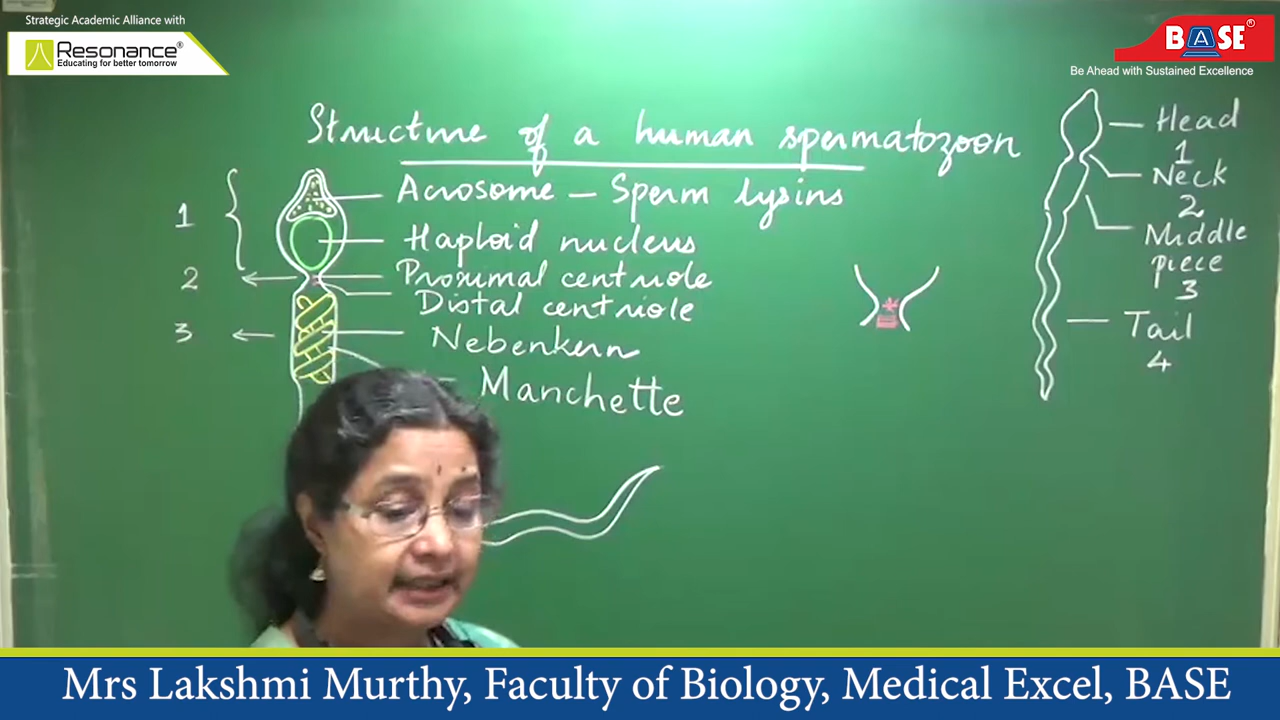 Strategic Academic Alliance with
Resonance®
Educating for better tomorrow
BASE®
Be Ahead with Sustained Excellence
Structure of a human spermatozoon
1
Acrosome – Sperm lysins
Haploid nucleus
2
Proximal centriole
Distal centriole
3
Nebenkern
Manchette
Head
1
Neck
2
Middle
piece
3
Tail
4
Mrs Lakshmi Murthy, Faculty of Biology, Medical Excel, BASE